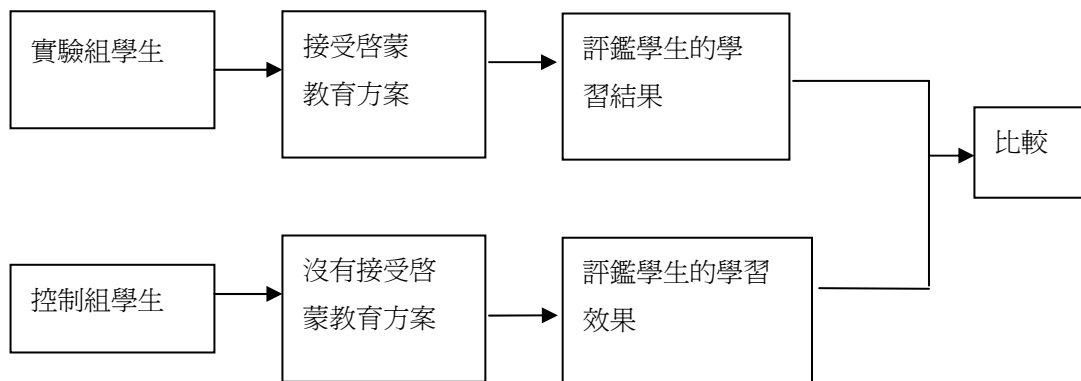 實驗組學生
接受啓蒙
教育方案
評鑑學生的學
習結果
比較
控制組學生
沒有接受啓
蒙教育方案
評鑑學生的學習
效果